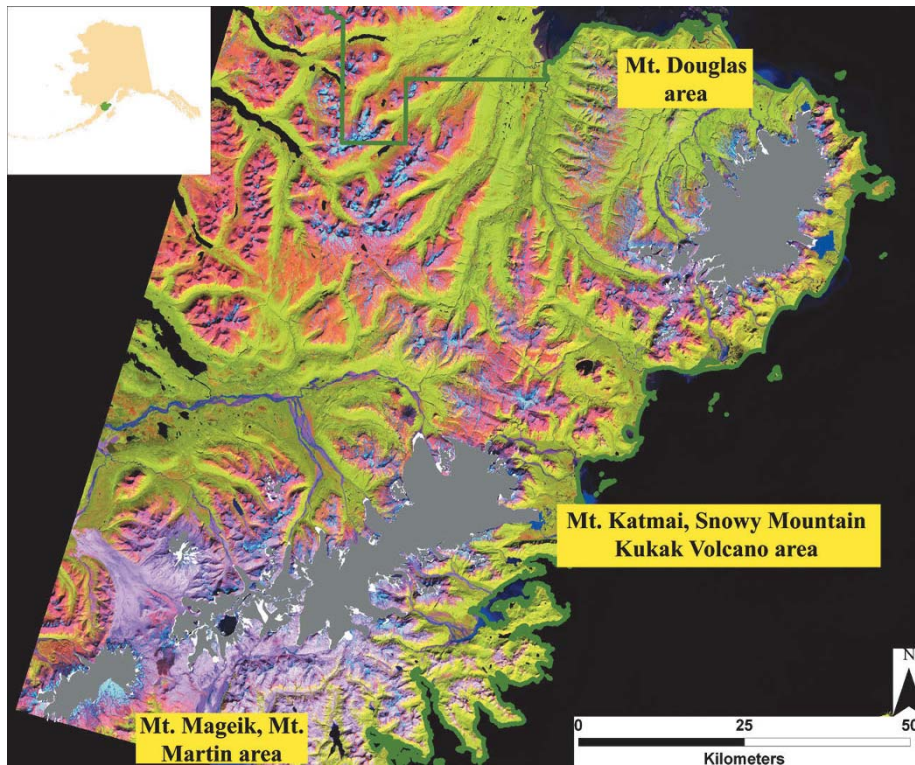 Mt. Douglas
area
Mt. Katmai, Snowy Mountain
Kukak Volcano area
Mt. Mageik, Mt.
Martin area
N
0 25 50
Kilometers